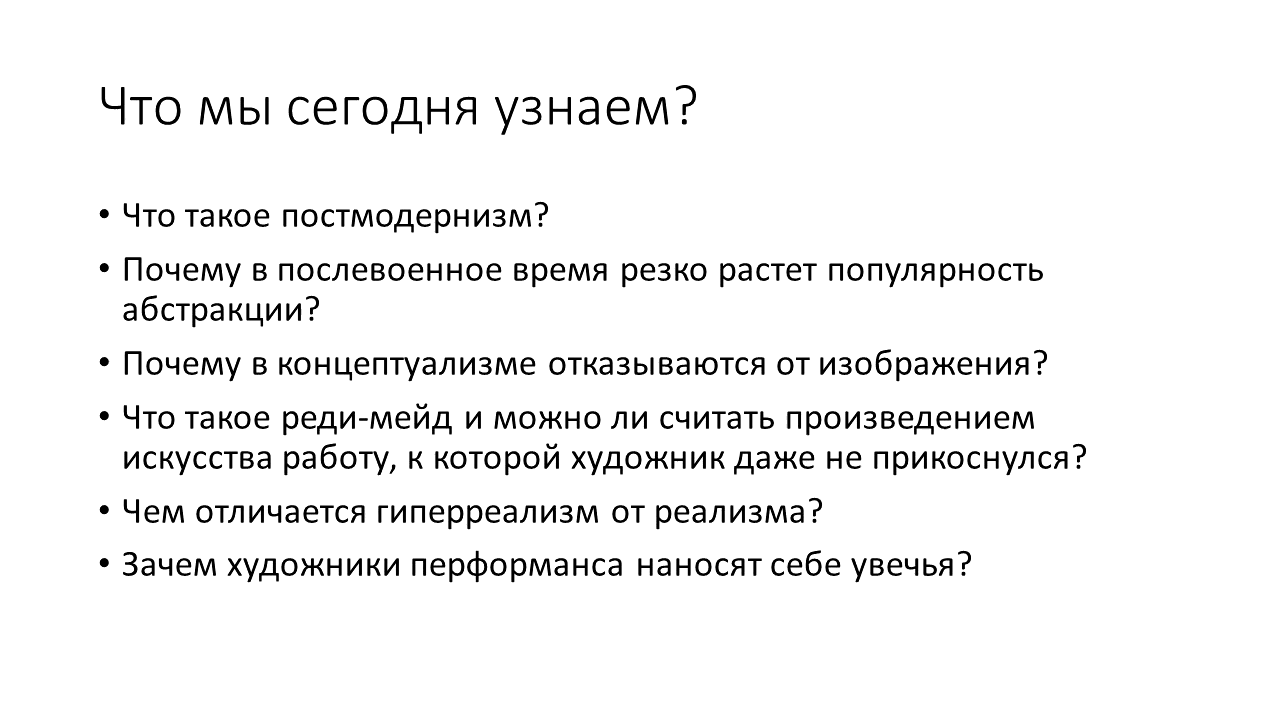 Что мы сегодня узнаем?
• Что такое постмодернизм?
• Почему в послевоенное время резко растет популярность
абстракции?
• Почему в концептуализме отказываются от изображения?
• Что такое реди-мейд и можно ли считать произведением
искусства работу, к которой художник даже не прикоснулся?
• Чем отличается гиперреализм от реализма?
• Зачем художники перформанса наносят себе увечья?